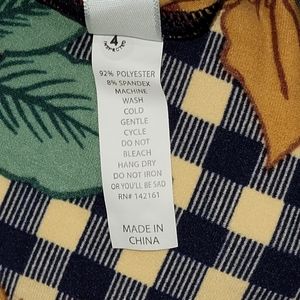 4
92% POLYESTER
8% SPANDEX
MACHINE
WASH
COLD
GENTLE
CYCLE
DO NOT
BLEACH
HANG DRY
DO NOT IRON
OR YOU'LL BE SAD
RN# 142161
MADE IN
CHINA